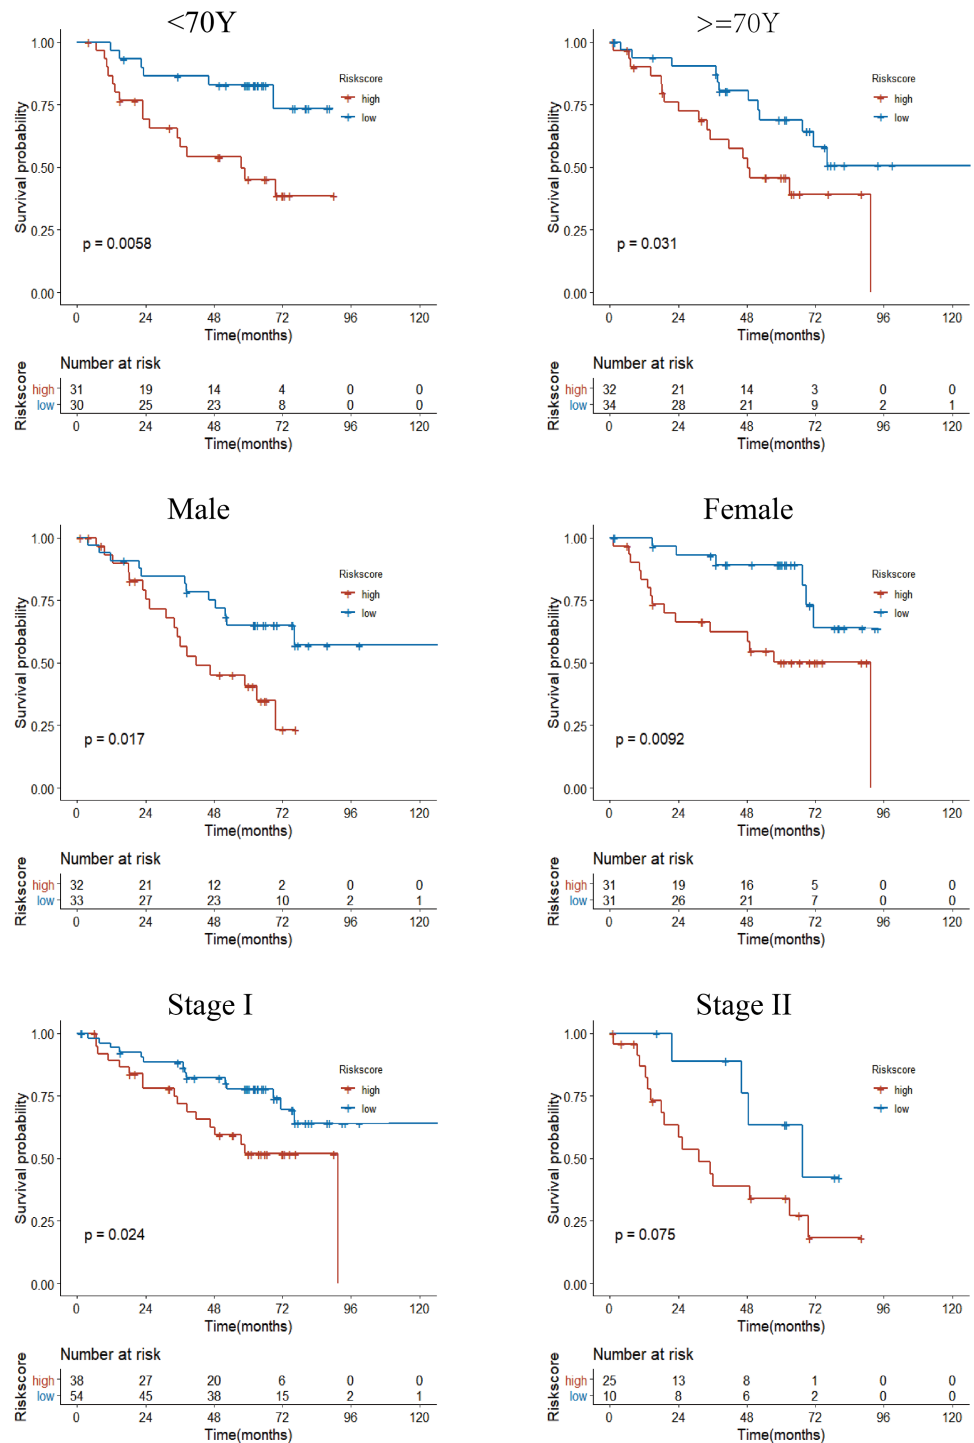 <70Y
1.00
0.75
0.50
0.25
0.00
Survival probability
Riskscore
high
low
p = 0.0058
0 24 48 72 96 120
Time(months)
Number at risk
Riskscore
high 31 19 14 4 0 0
low 30 25 23 8 0 0
0 24 48 72 96 120
Time(months)
>=70Y
1.00
0.75
0.50
0.25
0.00
Survival probability
Riskscore
high
low
p = 0.031
0 24 48 72 96 120
Time(months)
Number at risk
Riskscore
high 32 21 14 3 0 0
low 34 28 21 9 2 1
0 24 48 72 96 120
Time(months)
Male
1.00
0.75
0.50
0.25
0.00
Survival probability
Riskscore
high
low
p = 0.017
0 24 48 72 96 120
Time(months)
Number at risk
Riskscore
high 32 21 12 2 0 0
low 33 27 23 10 2 1
0 24 48 72 96 120
Time(months)
Female
1.00
0.75
0.50
0.25
0.00
Survival probability
Riskscore
high
low
p = 0.0092
0 24 48 72 96 120
Time(months)
Number at risk
Riskscore
high 31 19 16 5 0 0
low 31 26 21 7 0 0
0 24 48 72 96 120
Time(months)
Stage I
1.00
0.75
0.50
0.25
0.00
Survival probability
Riskscore
high
low
p = 0.024
0 24 48 72 96 120
Time(months)
Number at risk
Riskscore
high 38 27 20 6 0 0
low 54 45 38 15 2 1
0 24 48 72 96 120
Time(months)
Stage II
1.00
0.75
0.50
0.25
0.00
Survival probability
Riskscore
high
low
p = 0.075
0 24 48 72 96 120
Time(months)
Number at risk
Riskscore
high 25 13 8 1 0 0
low 10 8 6 2 0 0
0 24 48 72 96 120
Time(months)